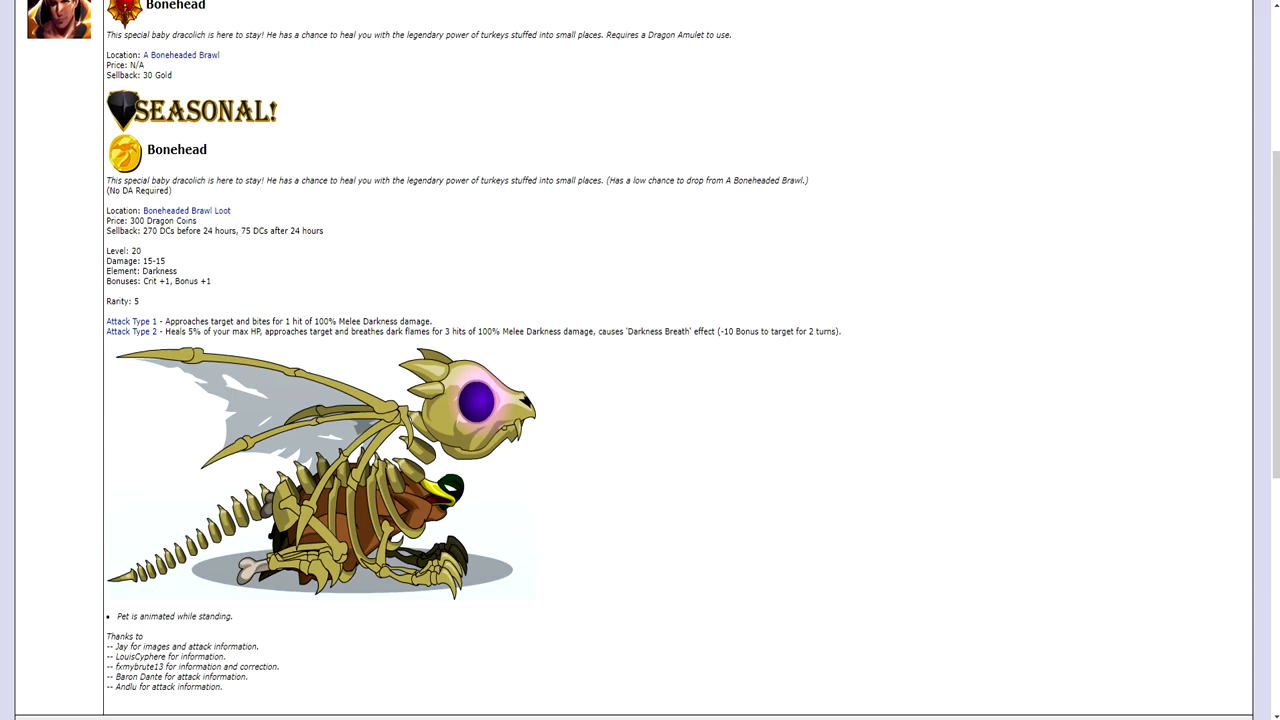 Bonehead
This special baby dracolich is here to stay! He has a chance to heal you with the legendary power of turkeys stuffed into small places. Requires a Dragon Amulet to use.
Location: A Boneheaded Brawl
Price: N/A
Sellback: 30 Gold
SEASONAL!
Bonehead
This special baby dracolich is here to stay! He has a chance to heal you with the legendary power of turkeys stuffed into small places. (Has a low chance to drop from A Boneheaded Brawl.)
(No DA Required)
Location: Boneheaded Brawl Loot
Price: 300 Dragon Coins
Sellback: 270 DCs before 24 hours, 75 DCs after 24 hours
Level: 20
Damage: 15-15
Element: Darkness
Bonuses: Crit +1, Bonus +1
Rarity: 5
Attack Type 1 - Approaches target and bites for 1 hit of 100% Melee Darkness damage.
Attack Type 2 - Heals 5% of your max HP, approaches target and breathes dark flames for 3 hits of 100% Melee Darkness damage, causes 'Darkness Breath' effect (-10 Bonus to target for 2 turns).
• Pet is animated while standing.
Thanks to
-- Jay for images and attack information.
-- LouisCyphere for information.
-- fxmybrute13 for information and correction.
-- Baron Dante for attack information.
-- Andlu for attack information.